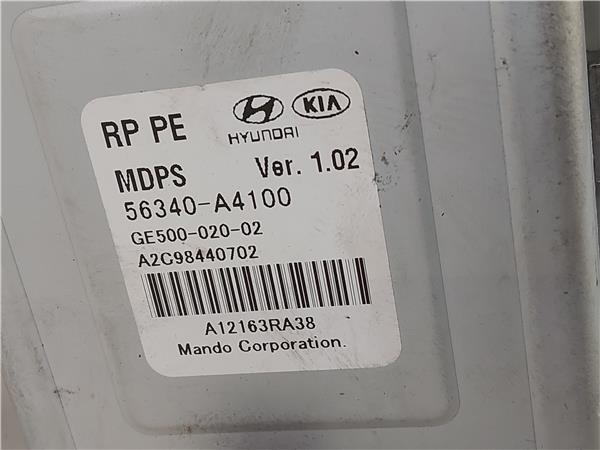 RP PE HYUNDAI KIA
MDPS Ver. 1.02
56340-A4100
GE500-020-02
A2C98440702
A12163RA38
Mando Corporation.